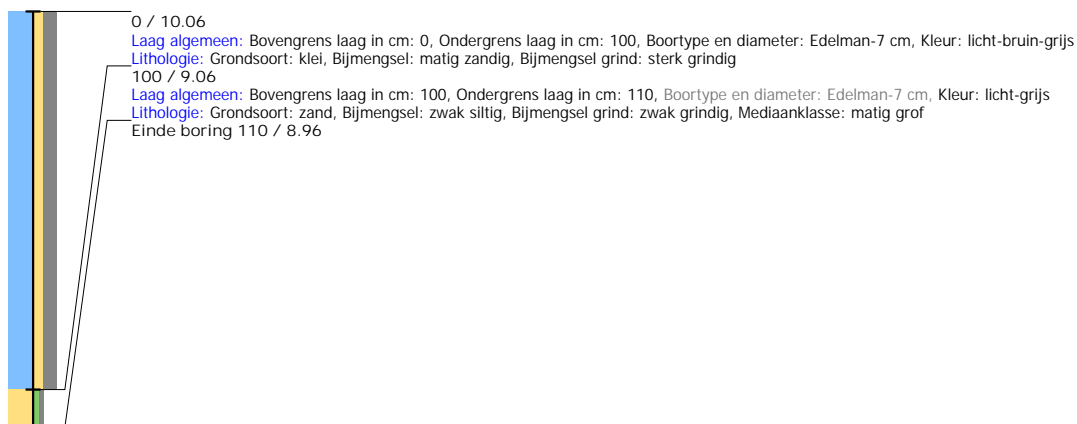 0 / 10.06
Laag algemeen: Bovengrens laag in cm: 0, Ondergrens laag in cm: 100, Boortype en diameter: Edelman-7 cm, Kleur: licht-bruin-grijs
Lithologie: Grondsoort: klei, Bijmengsel: matig zandig, Bijmengsel grind: sterk grindig
100 / 9.06
Laag algemeen: Bovengrens laag in cm: 100, Ondergrens laag in cm: 110, Boortype en diameter: Edelman-7 cm, Kleur: licht-grijs
Lithologie: Grondsoort: zand, Bijmengsel: zwak siltig, Bijmengsel grind: zwak grindig, Mediaanklasse: matig grof
Einde boring 110 / 8.96